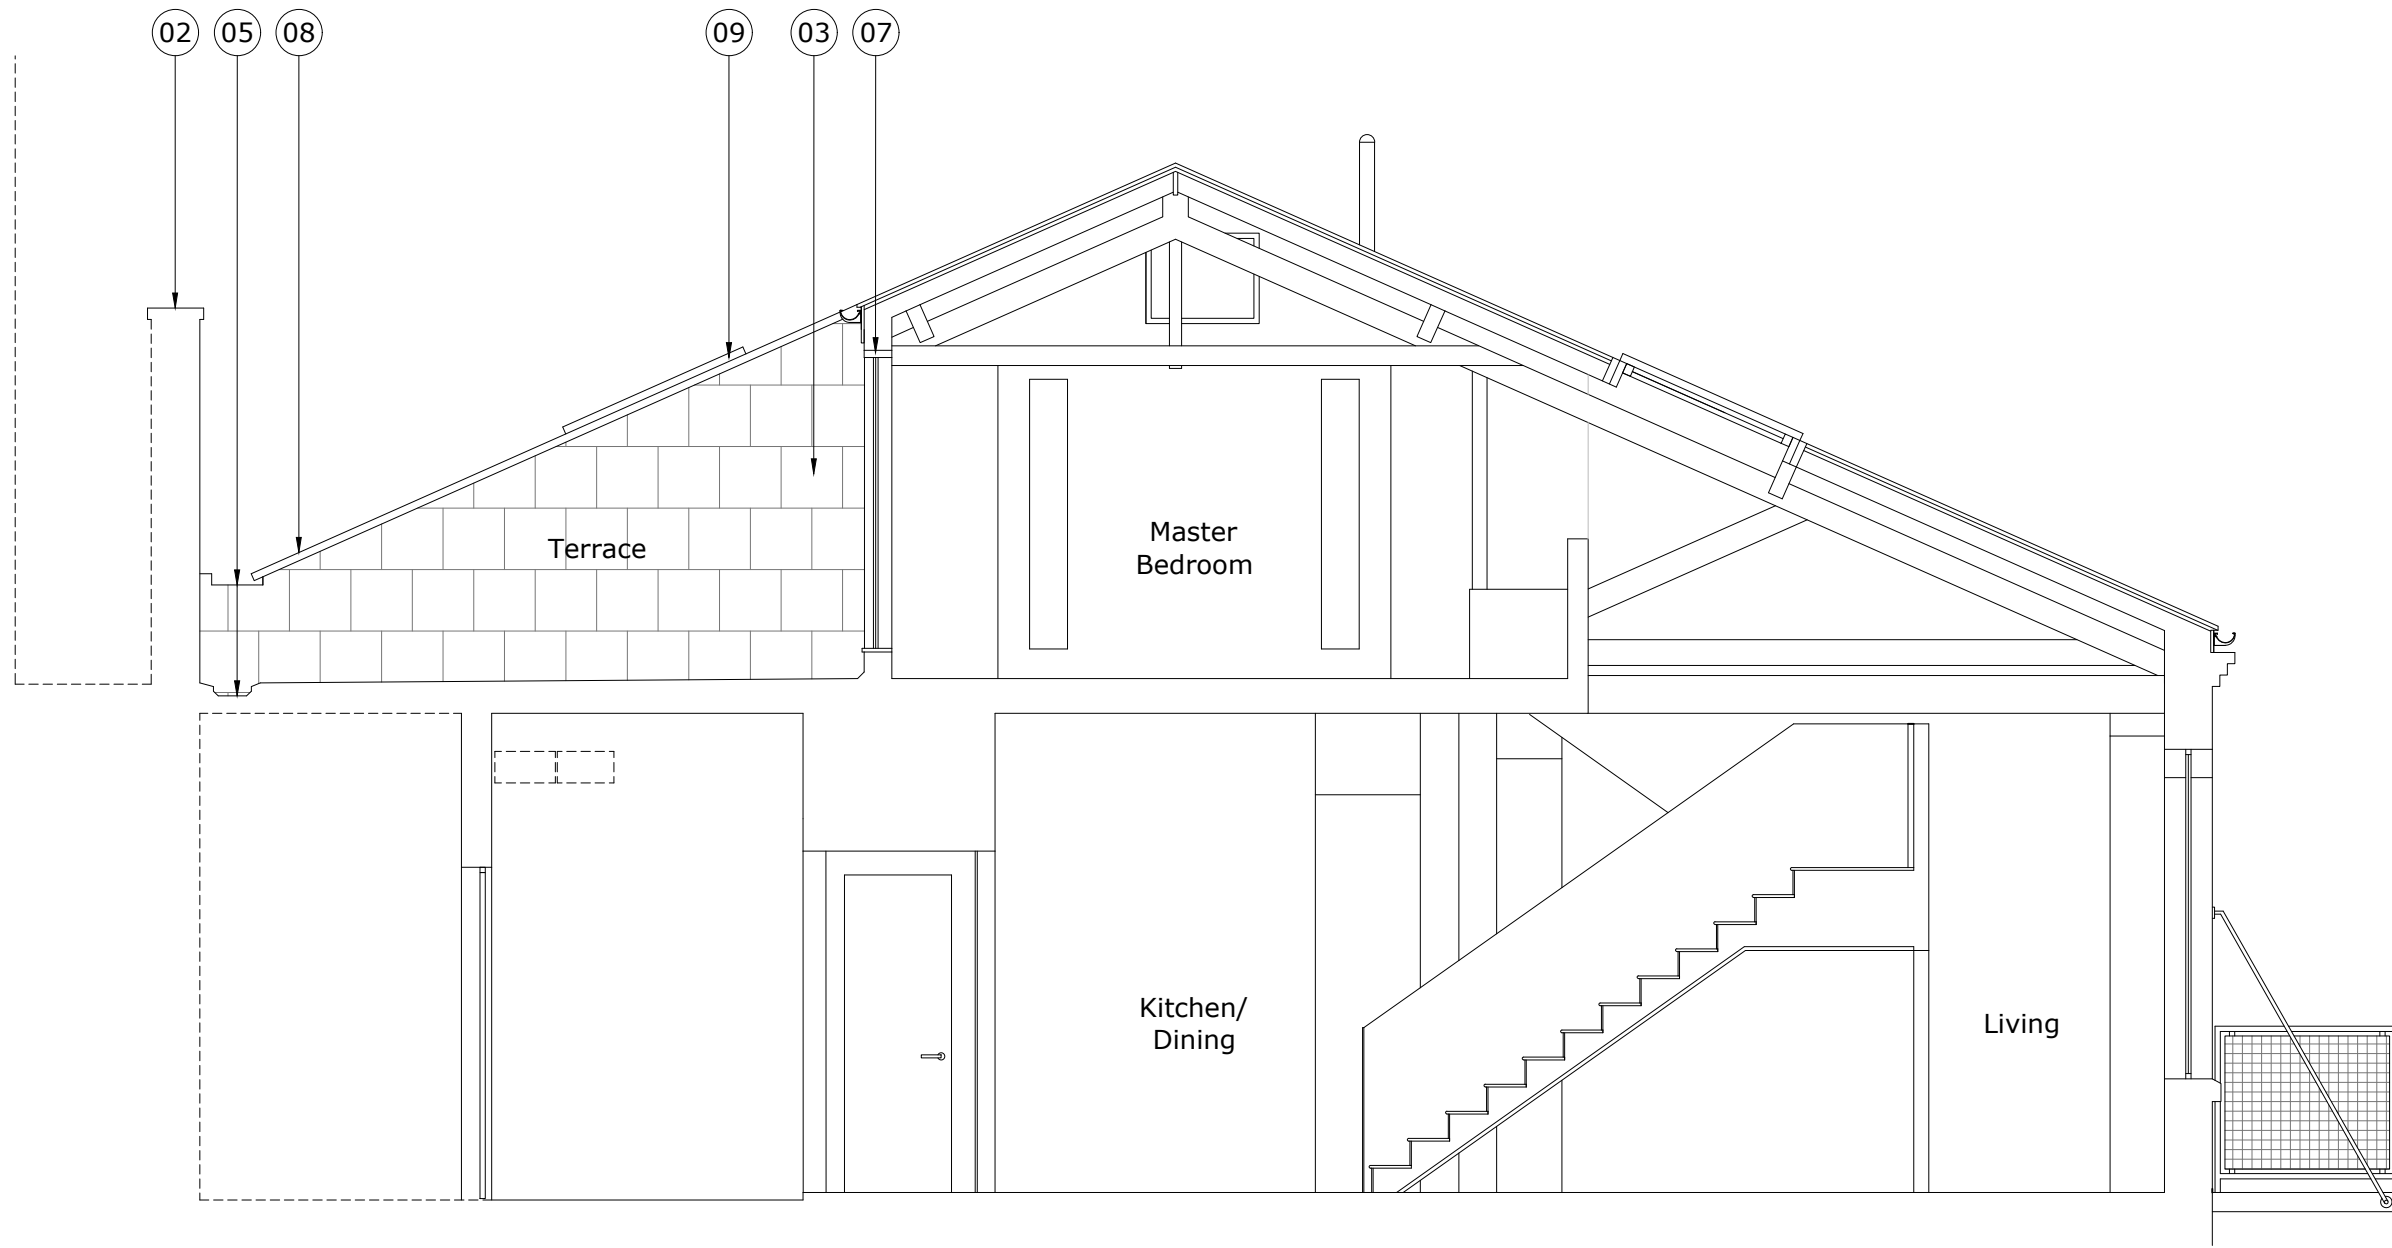 02 05 08 09 03 07
Terrace
Master
Bedroom
Kitchen/
Dining
Living